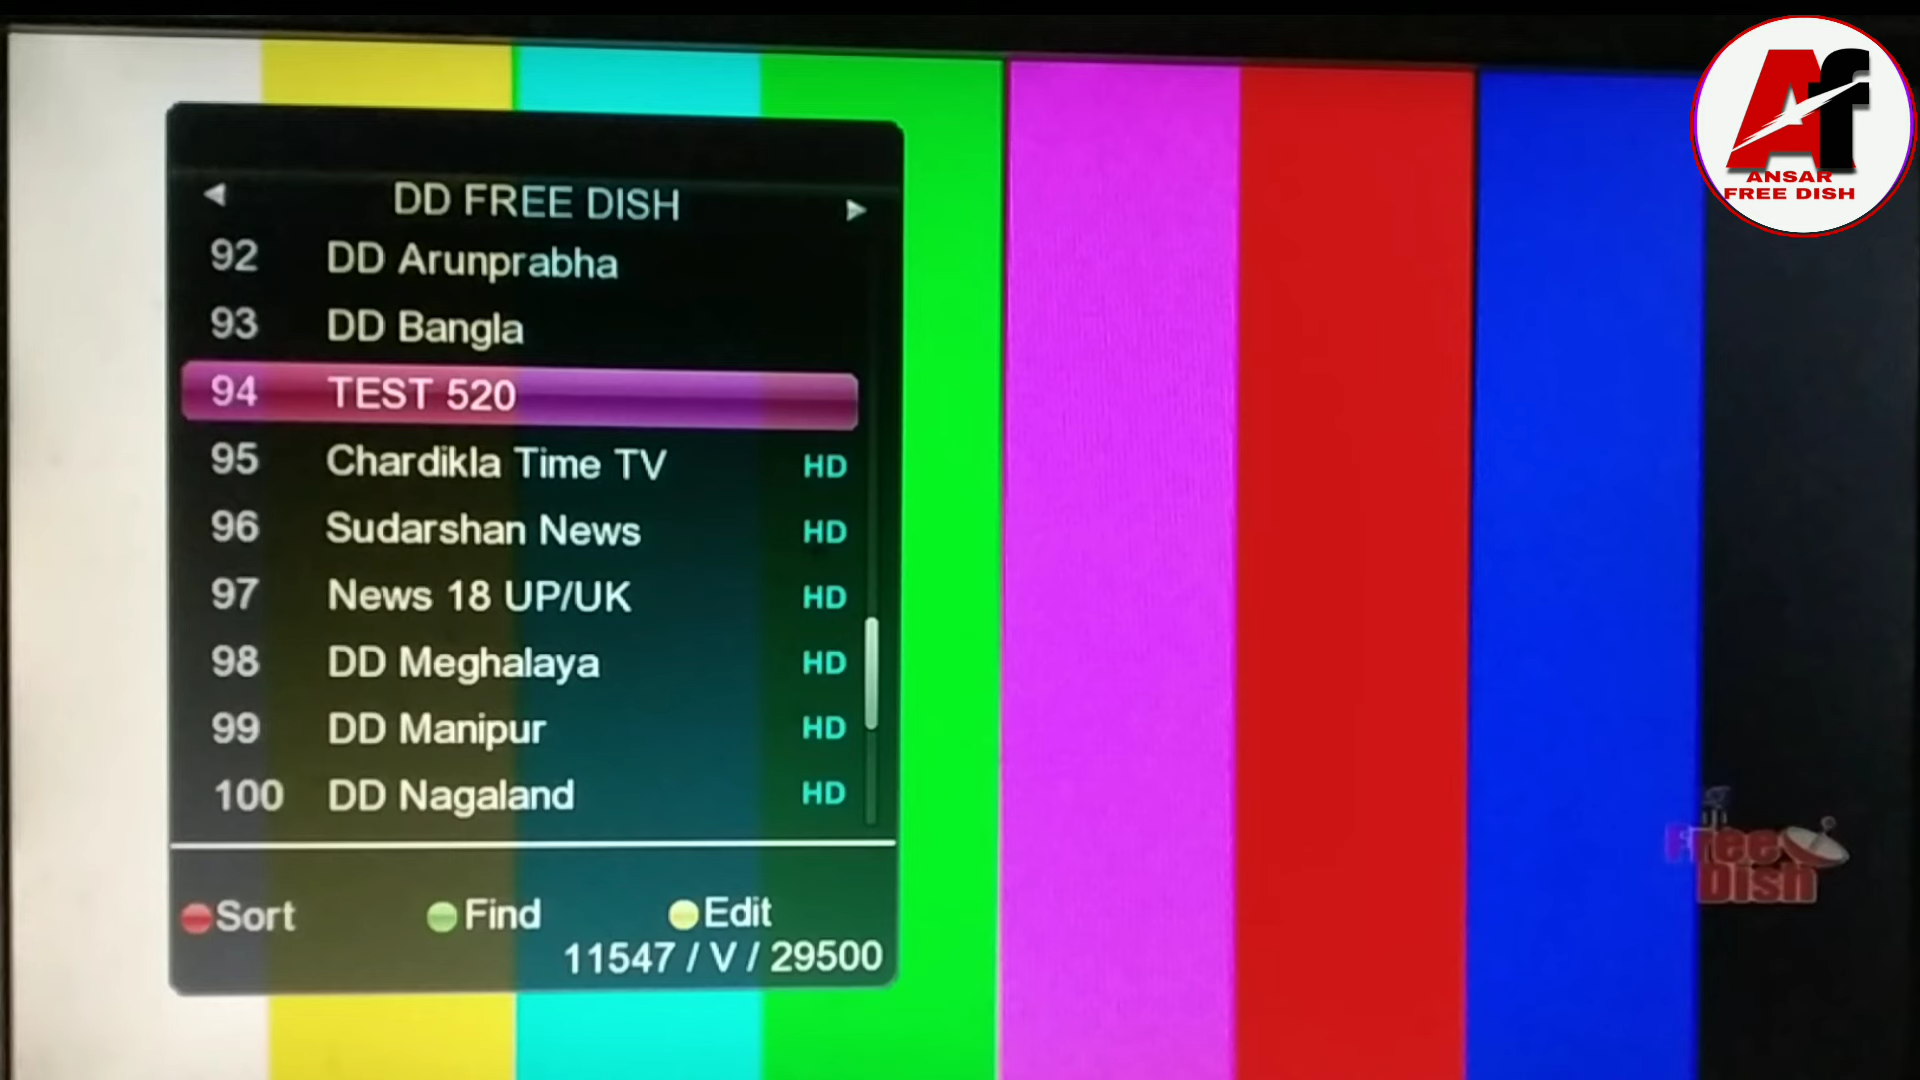 Af
ANSAR
FREE DISH
DD FREE DISH
92 DD Arunprabha
93 DD Bangla
94 TEST 520
95 Chardikla Time TV HD
96 Sudarshan News HD
97 News 18 UP/UK HD
98 DD Meghalaya HD
99 DD Manipur HD
100 DD Nagaland HD
Sort Find Edit
11547 / V / 29500
Free
Dish